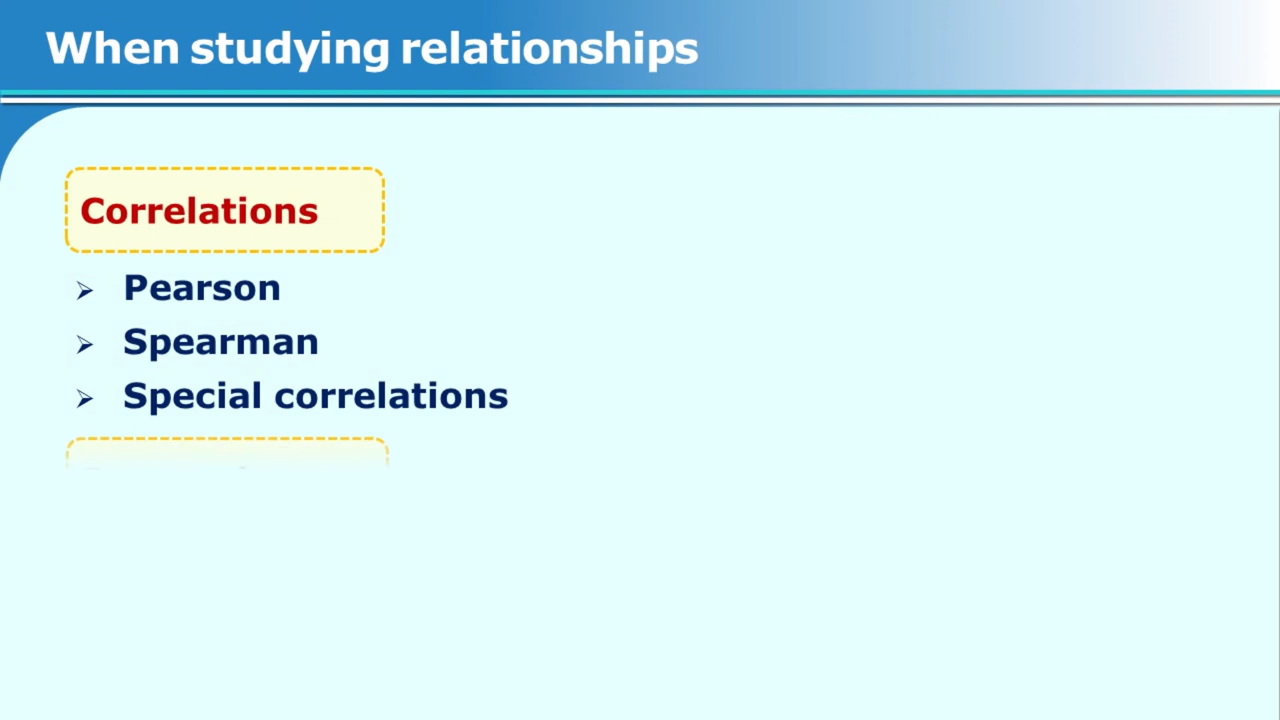 When studying relationships
Correlations
Pearson
Spearman
Special correlations